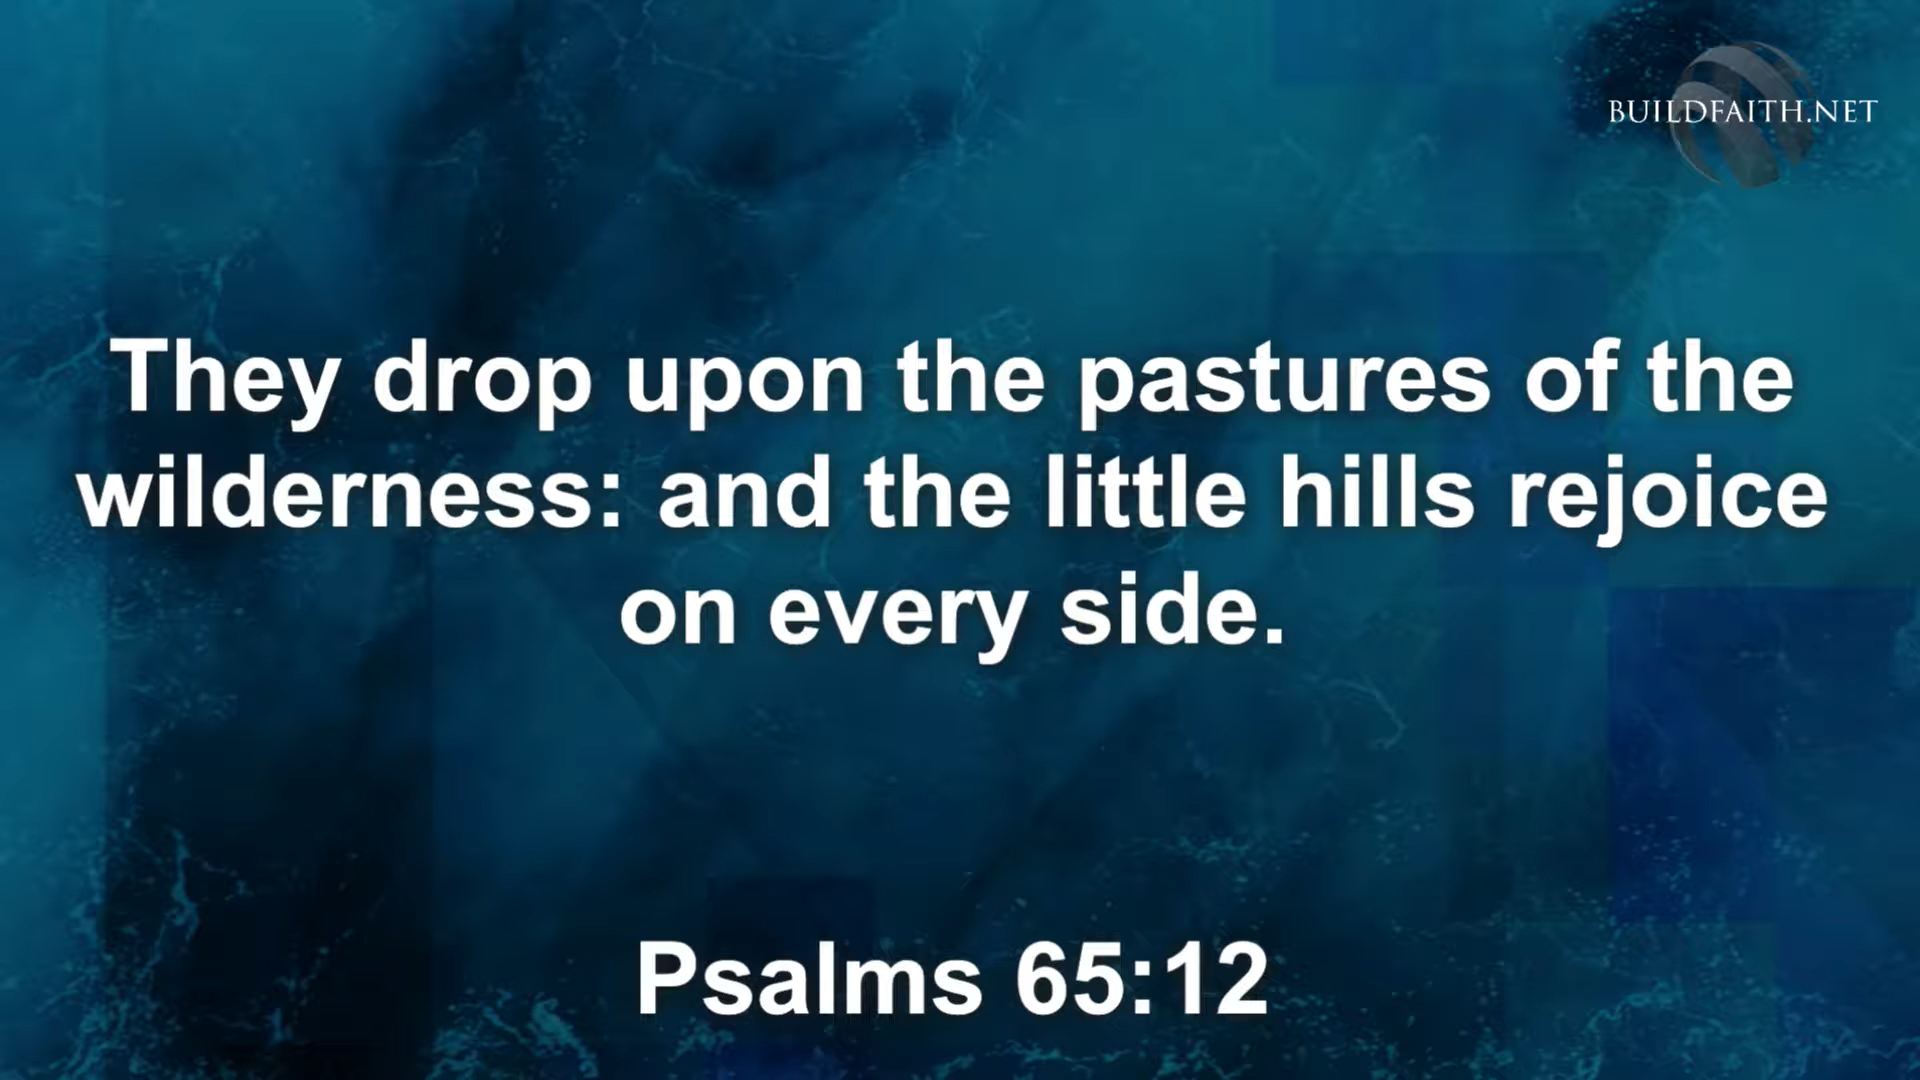 BUILDFAITH.NET
They drop upon the pastures of the
wilderness: and the little hills rejoice
on every side.
Psalms 65:12